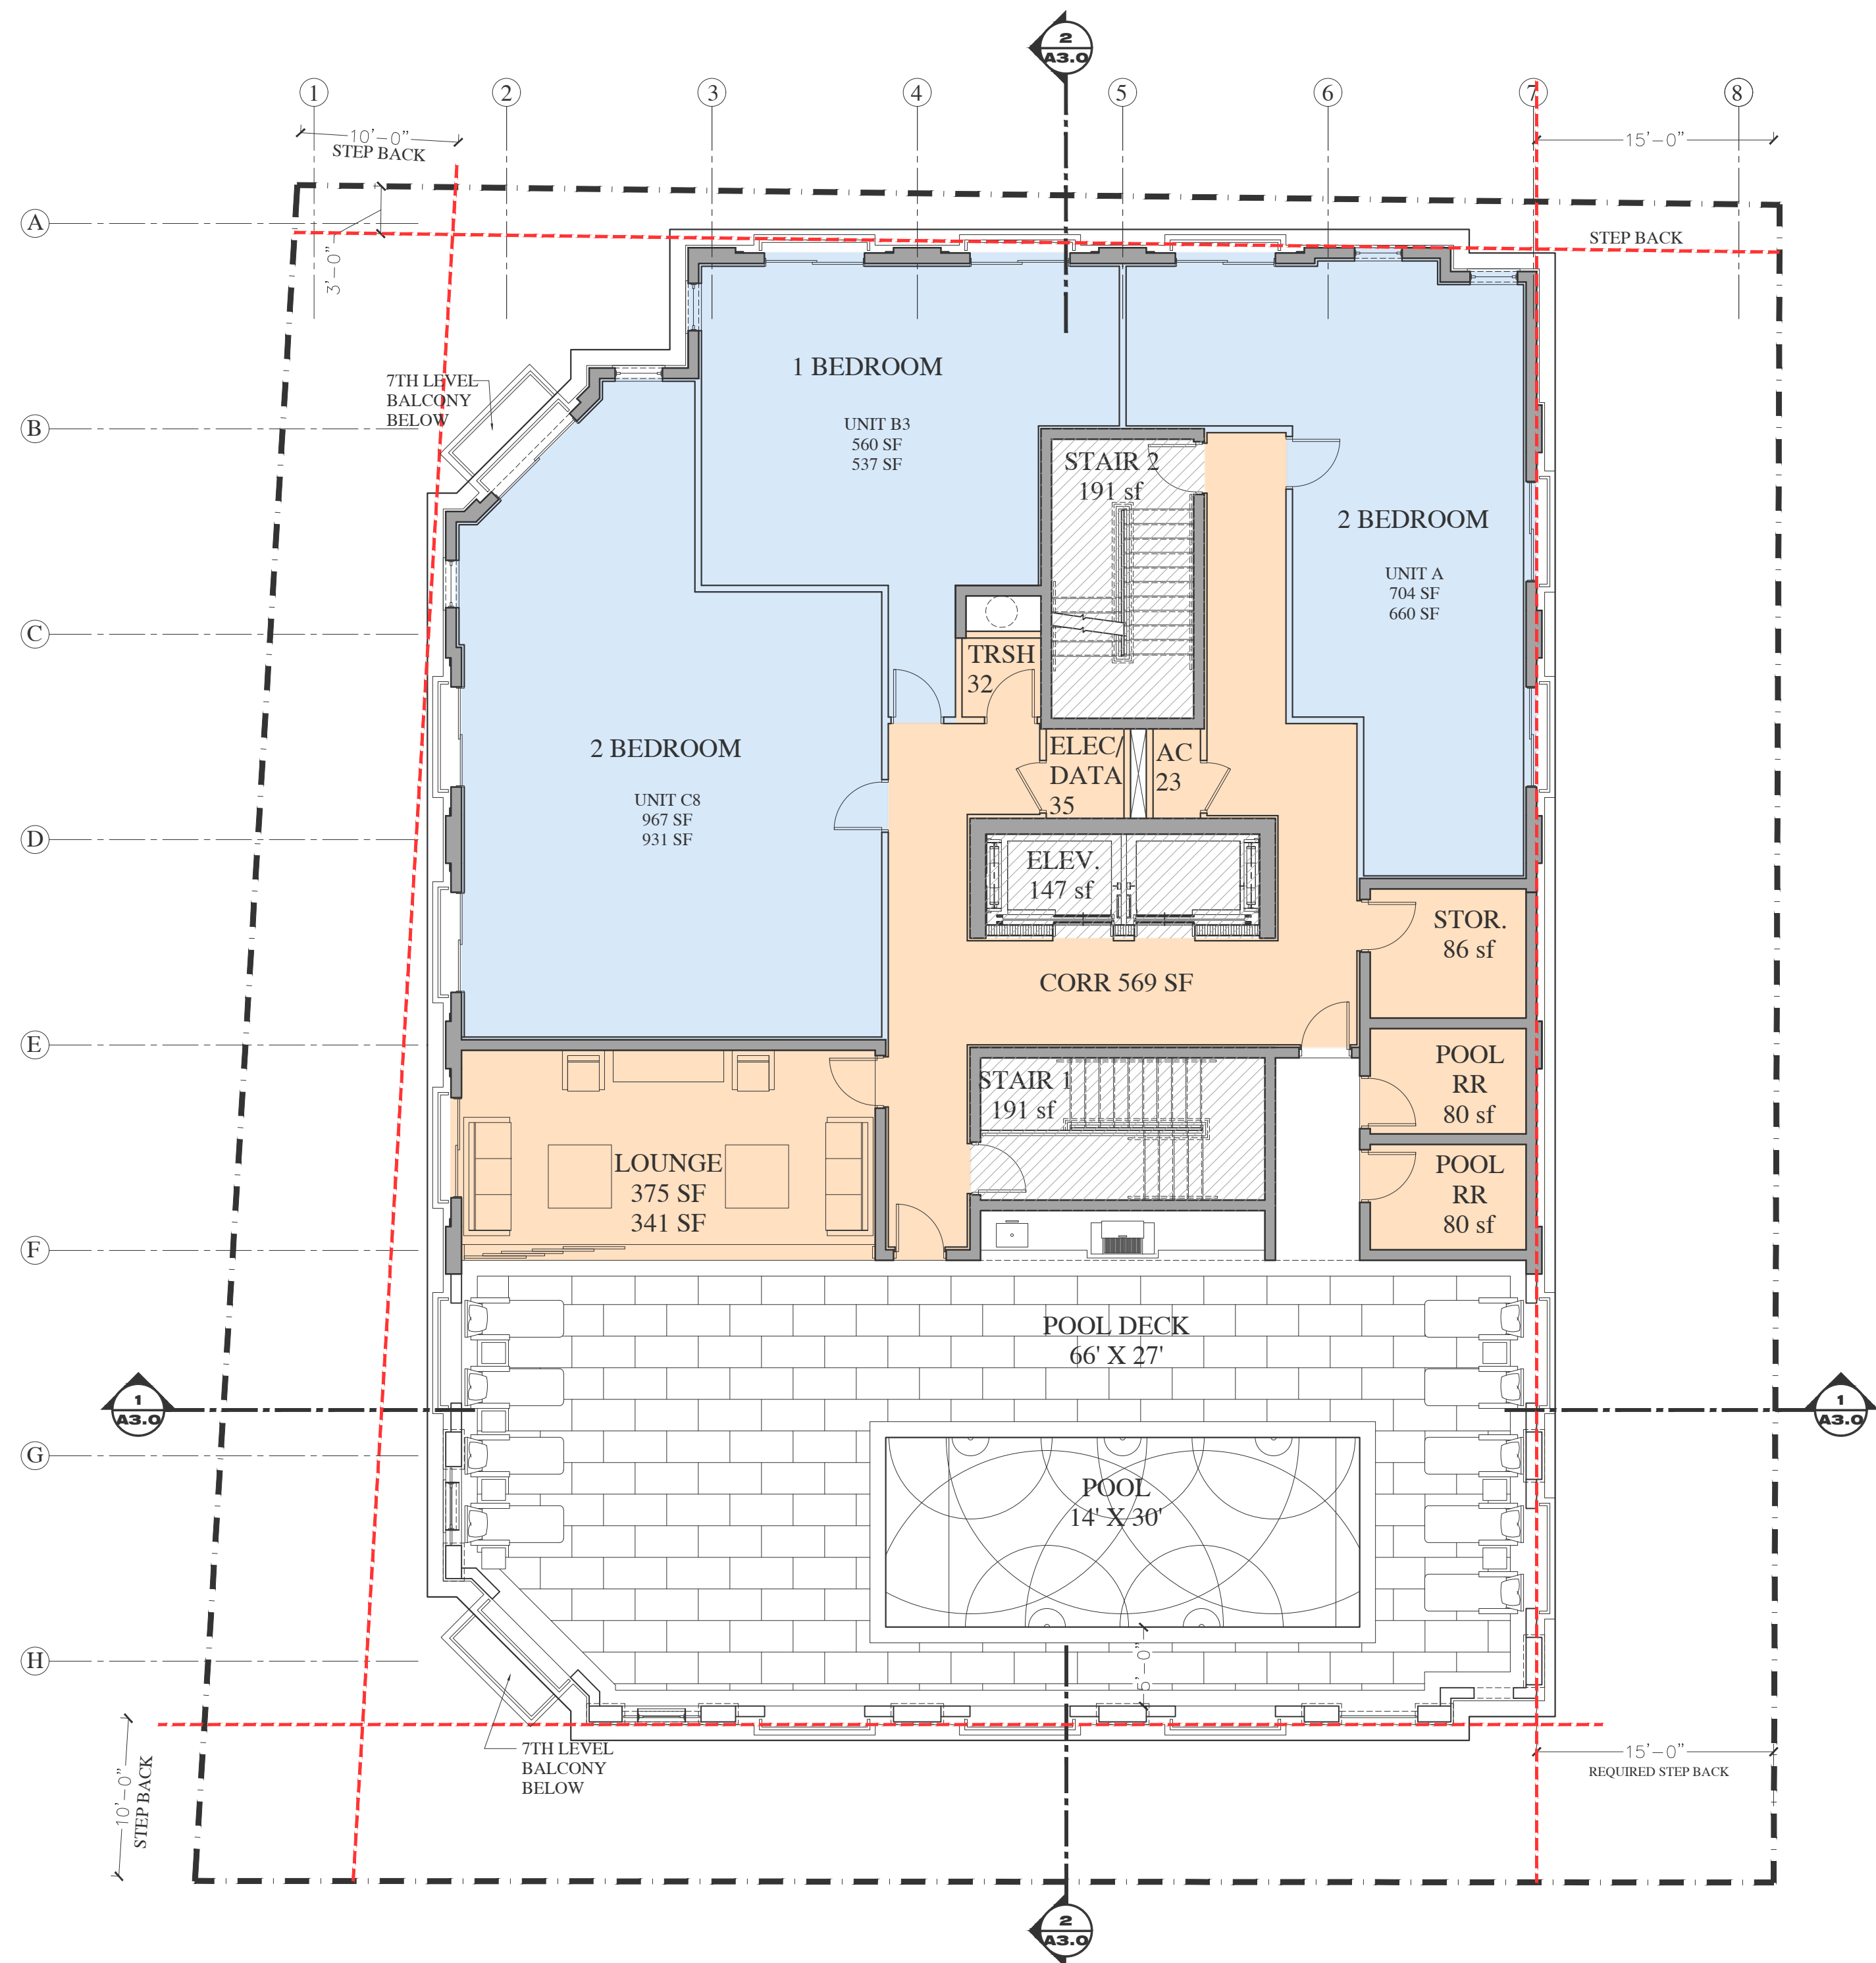 2
A3.0
1
2
3
4
5
6
7
8
10'-0"
STEP BACK
15'-0"
A
3'-0"
STEP BACK
7TH LEVEL
BALCONY
BELOW
B
1 BEDROOM
UNIT B3
560 SF
537 SF
STAIR 2
191 sf
2 BEDROOM
UNIT A
704 SF
660 SF
C
TRSH
32
2 BEDROOM
UNIT C8
967 SF
931 SF
ELEC/
DATA
35
AC
23
D
ELEV.
147 sf
STOR.
86 sf
CORR 569 SF
E
POOL
RR
80 sf
STAIR 1
191 sf
LOUNGE
375 SF
341 SF
POOL
RR
80 sf
F
POOL DECK
66' X 27'
1
A3.0
1
A3.0
G
POOL
14' X 30'
H
5'-0"
7TH LEVEL
BALCONY
BELOW
10'-0"
STEP BACK
15'-0"
REQUIRED STEP BACK
2
A3.0